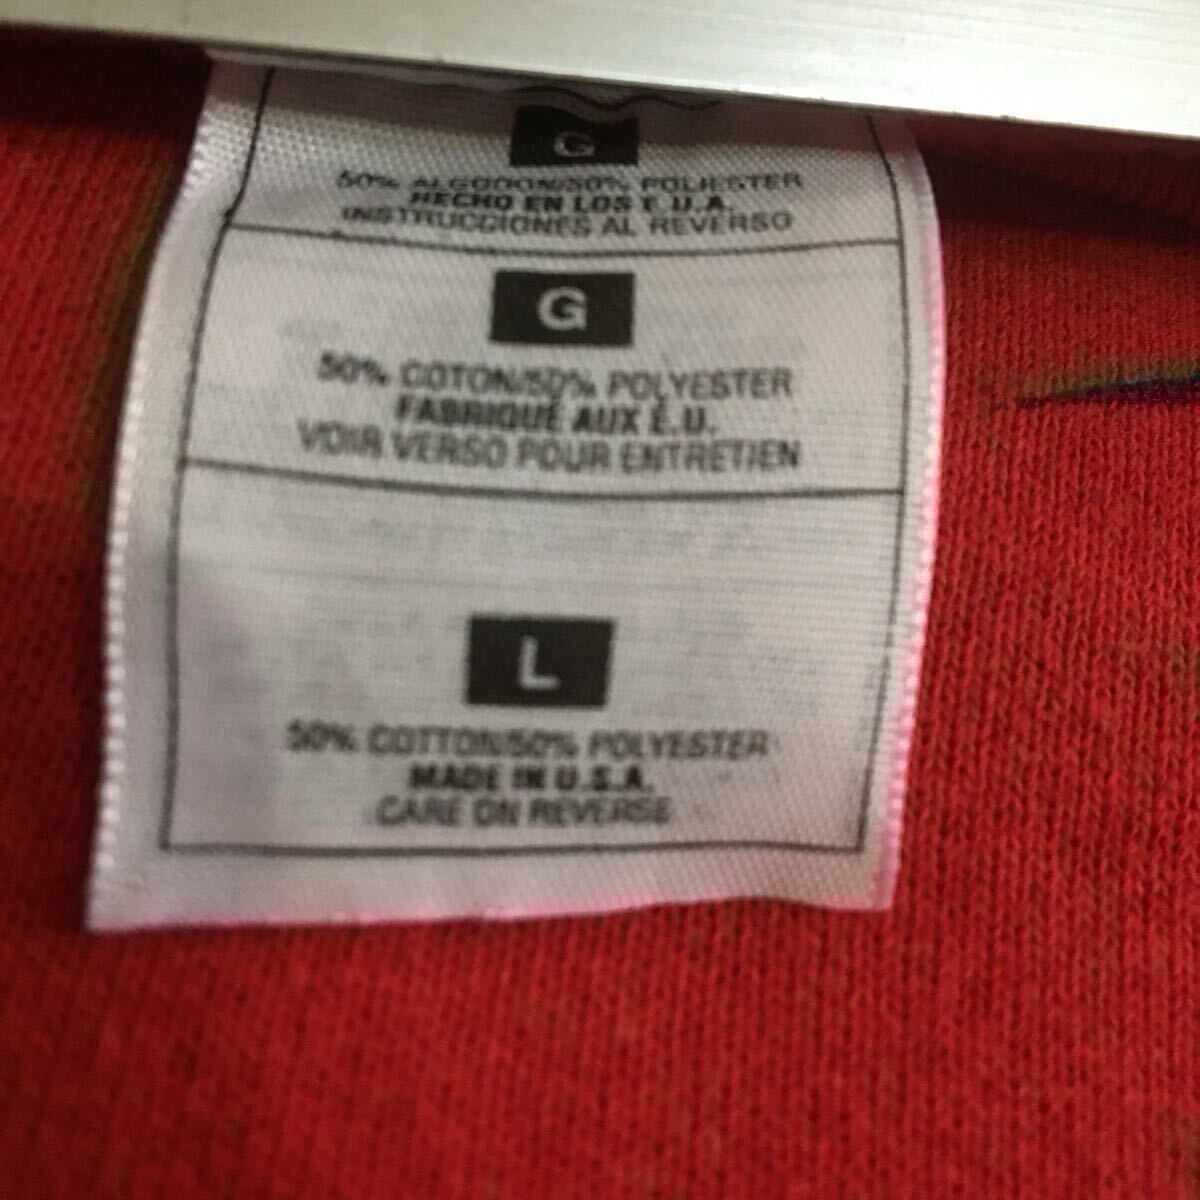 G
50% ALGODON/50% POLIESTER
HECHO EN LOS E.U.A.
INSTRUCCIONES AL REVERSO
G
50% COTON/50% POLYESTER
FABRIQUÉ AUX É.U.
VOIR VERSO POUR ENTRETIEN
L
50% COTTON/50% POLYESTER
MADE IN U.S.A.
CARE ON REVERSE